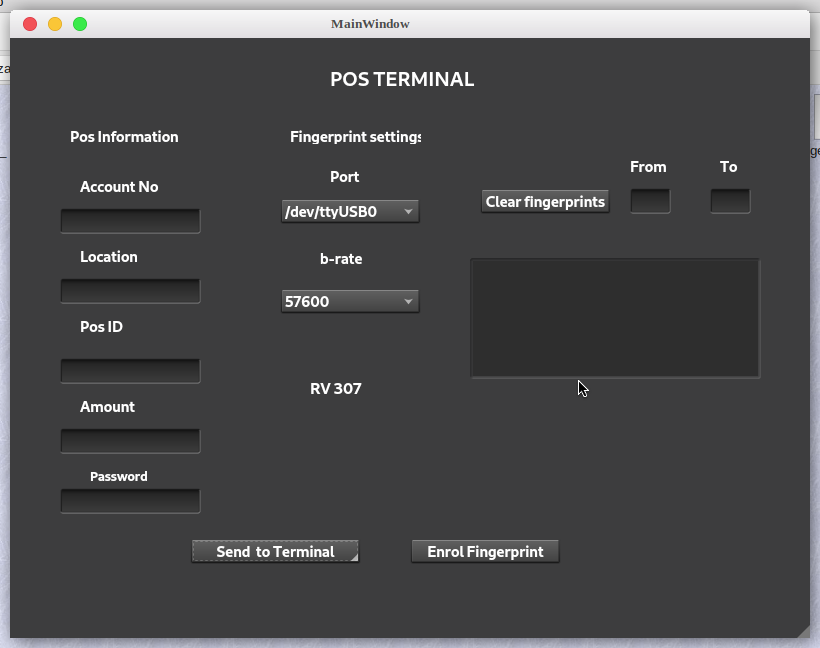 MainWindow
POS TERMINAL
Pos Information
Account No
Location
Pos ID
Amount
Password
Fingerprint settings
Port
/dev/ttyUSB0
b-rate
57600
RV 307
Clear fingerprints
From
To
Send to Terminal
Enrol Fingerprint